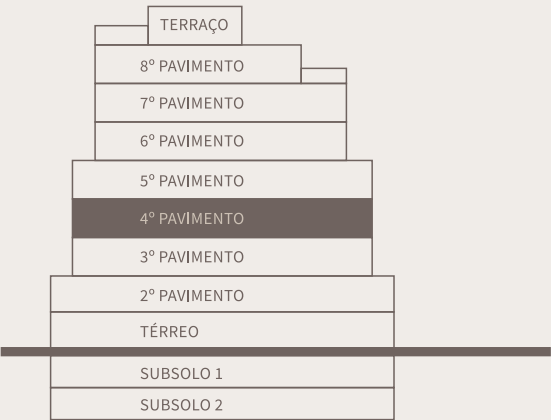 TERRAÇO
8º PAVIMENTO
7º PAVIMENTO
6º PAVIMENTO
5º PAVIMENTO
4º PAVIMENTO
3º PAVIMENTO
2º PAVIMENTO
TÉRREO
SUBSOLO 1
SUBSOLO 2